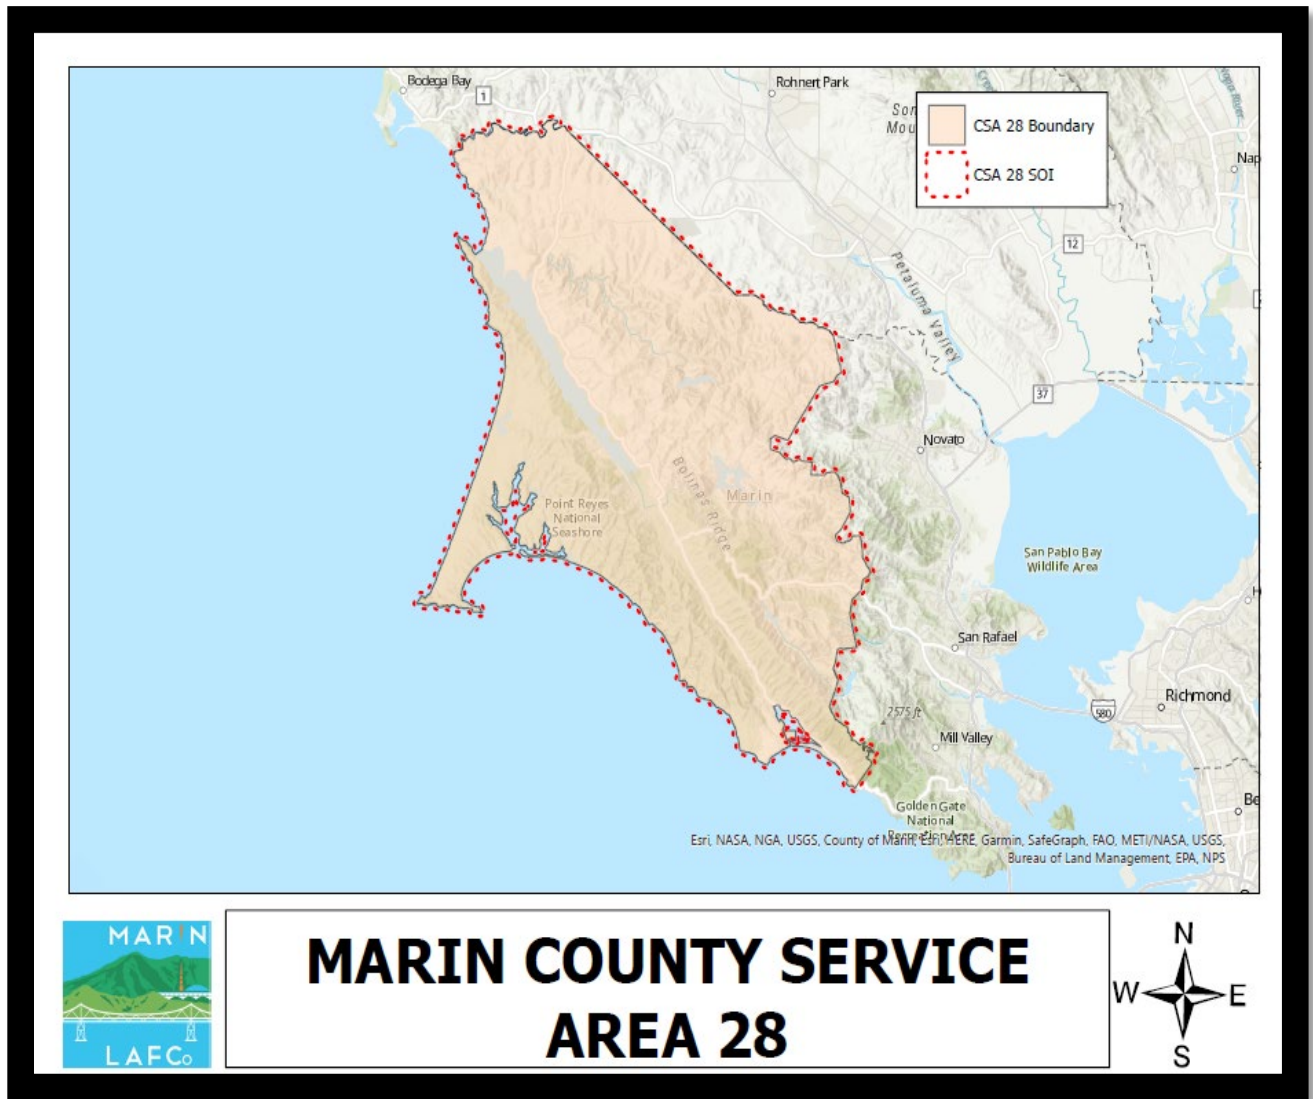 Bodega Bay
1
Rohnert Park
CSA 28 Boundary
CSA 28 SOI
12
Petaluma Valley
37
Novato
Bolinas Ridge
Marin
Point Reyes
National
Seashore
San Pablo Bay
Wildlife Area
San Rafael
Richmond
580
2575 ft
Mill Valley
Golden Gate
National
Recreation Area
Esri, NASA, NGA, USGS, County of Marin, Esri, HERE, Garmin, SafeGraph, FAO, METI/NASA, USGS,
Bureau of Land Management, EPA, NPS
MARIN
LAFCo
MARIN COUNTY SERVICE
AREA 28
N
W E
S